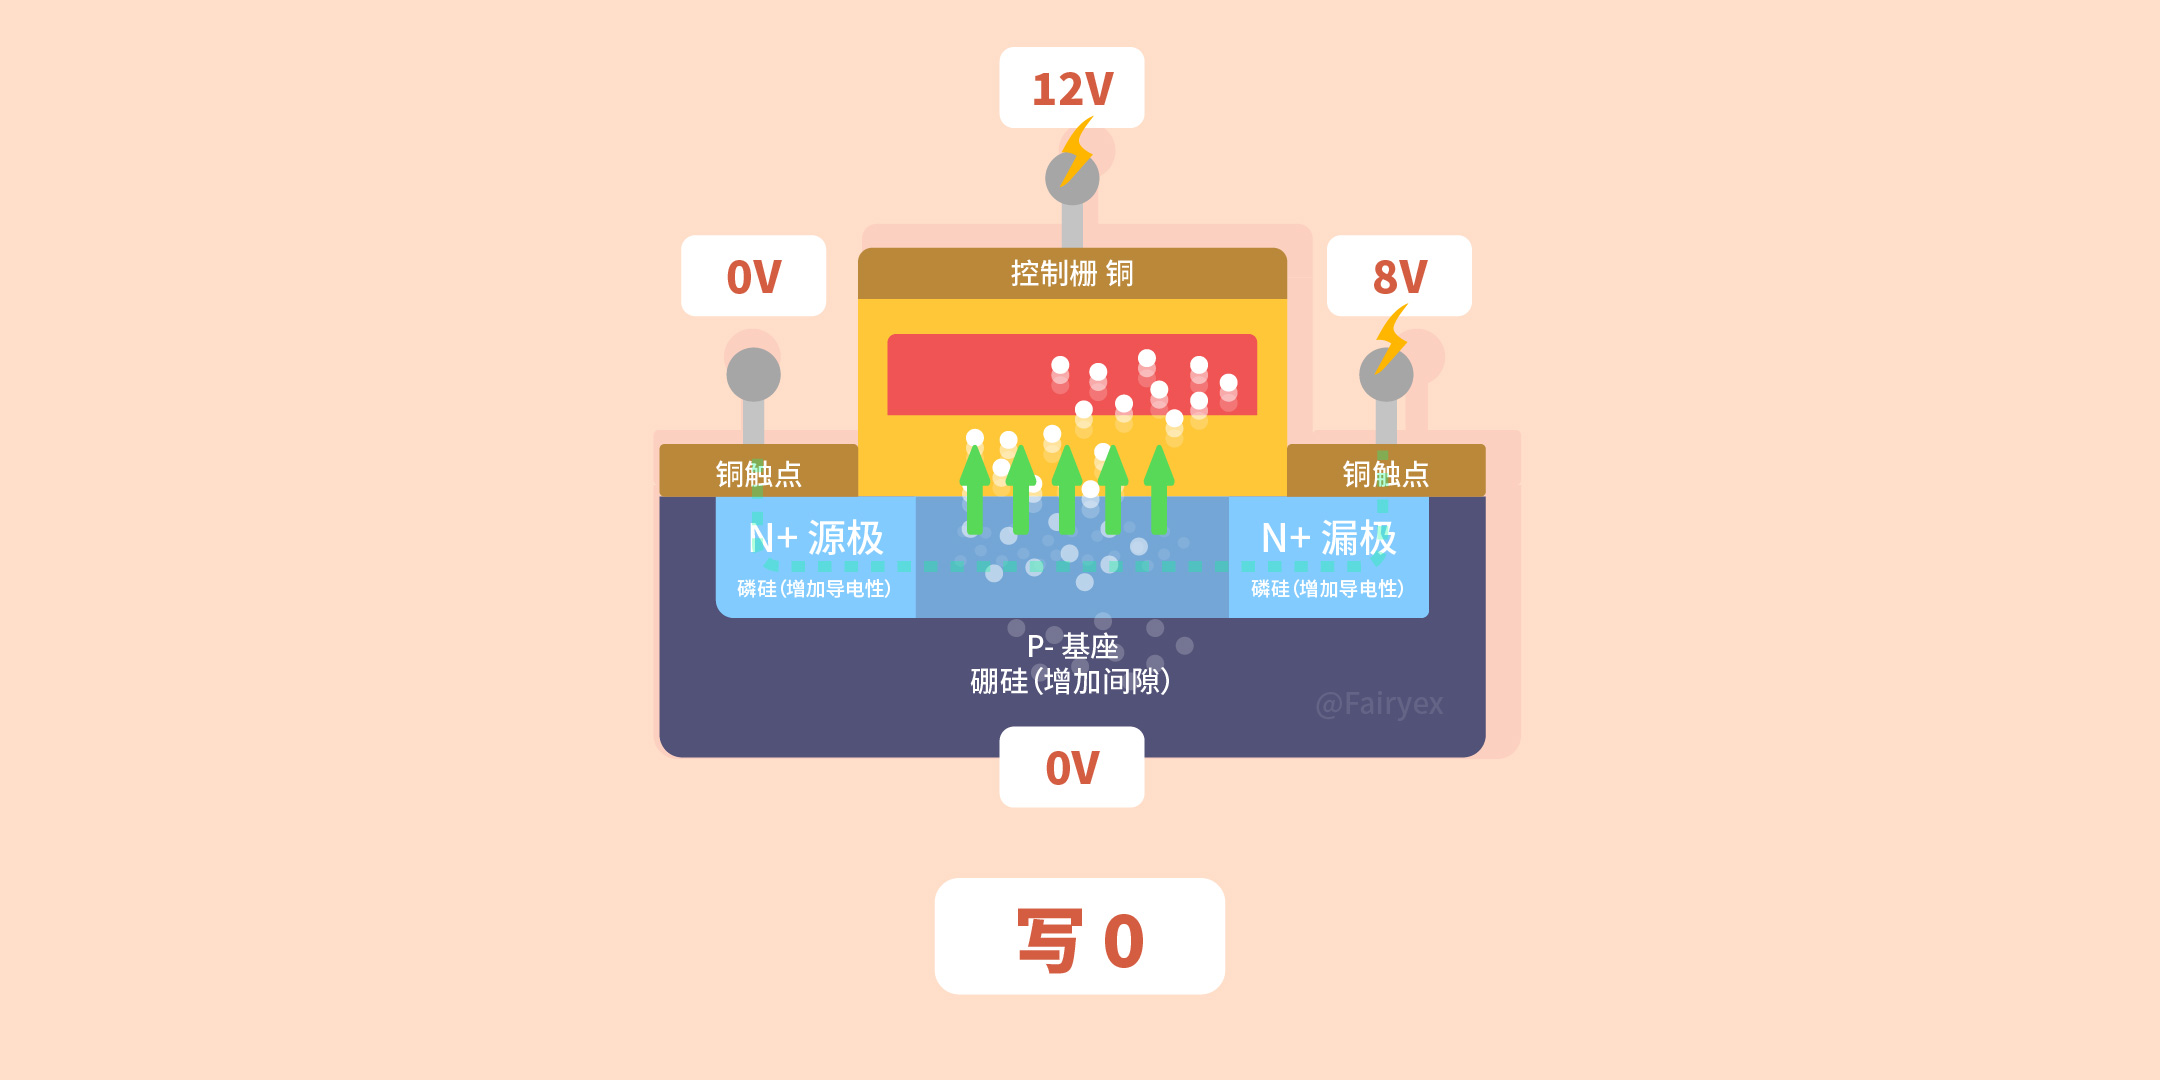 12V
0V
8V
控制栅 铜
铜触点
铜触点
N+ 源极
N+ 漏极
磷硅(增加导电性)
磷硅(增加导电性)
P- 基座
硼硅(增加间隙)
@Fairyex
0V
写 0